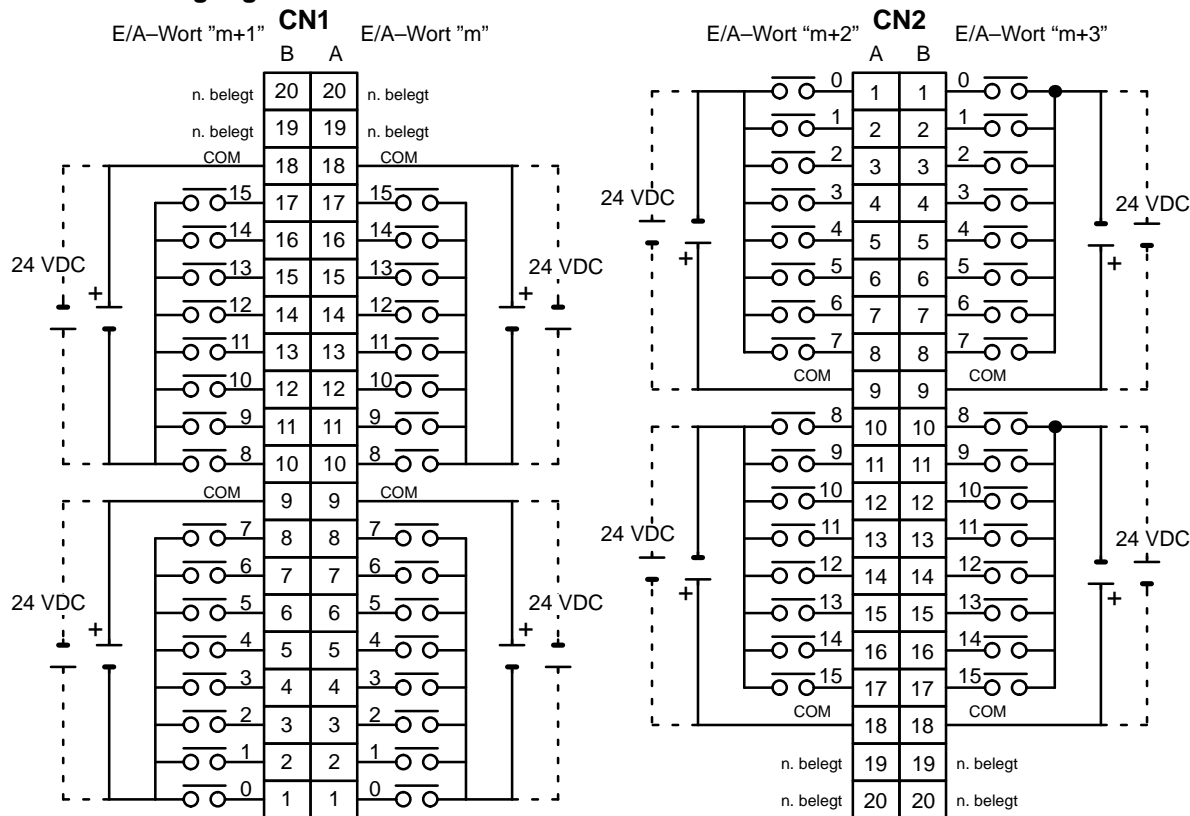 CN1
E/A–Wort "m+1" E/A–Wort "m"
B A
n. belegt 20 20 n. belegt
n. belegt 19 19 n. belegt
COM 18 18 COM
15 17 17 15
14 16 16 14
24 VDC 13 15 15 13 24 VDC
+ 12 14 14 12 +
11 13 13 11
10 12 12 10
9 11 11 9
8 10 10 8
COM 9 9 COM
7 8 8 7
6 7 7 6
24 VDC 5 6 6 5 24 VDC
+ 4 5 5 4 +
3 4 4 3
2 3 3 2
1 2 2 1
0 1 1 0
CN2
E/A–Wort “m+2” E/A–Wort “m+3”
A B
0 1 1 0
1 2 2 1
2 3 3 2
24 VDC 3 4 4 3 24 VDC
4 5 5 4
+ 5 6 6 5 +
6 7 7 6
7 8 8 7
COM 9 9 COM
8 10 10 8
9 11 11 9
10 12 12 10
24 VDC 11 13 13 11 24 VDC
12 14 14 12
+ 13 15 15 13 +
14 16 16 14
15 17 17 15
COM 18 18 COM
n. belegt 19 19 n. belegt
n. belegt 20 20 n. belegt